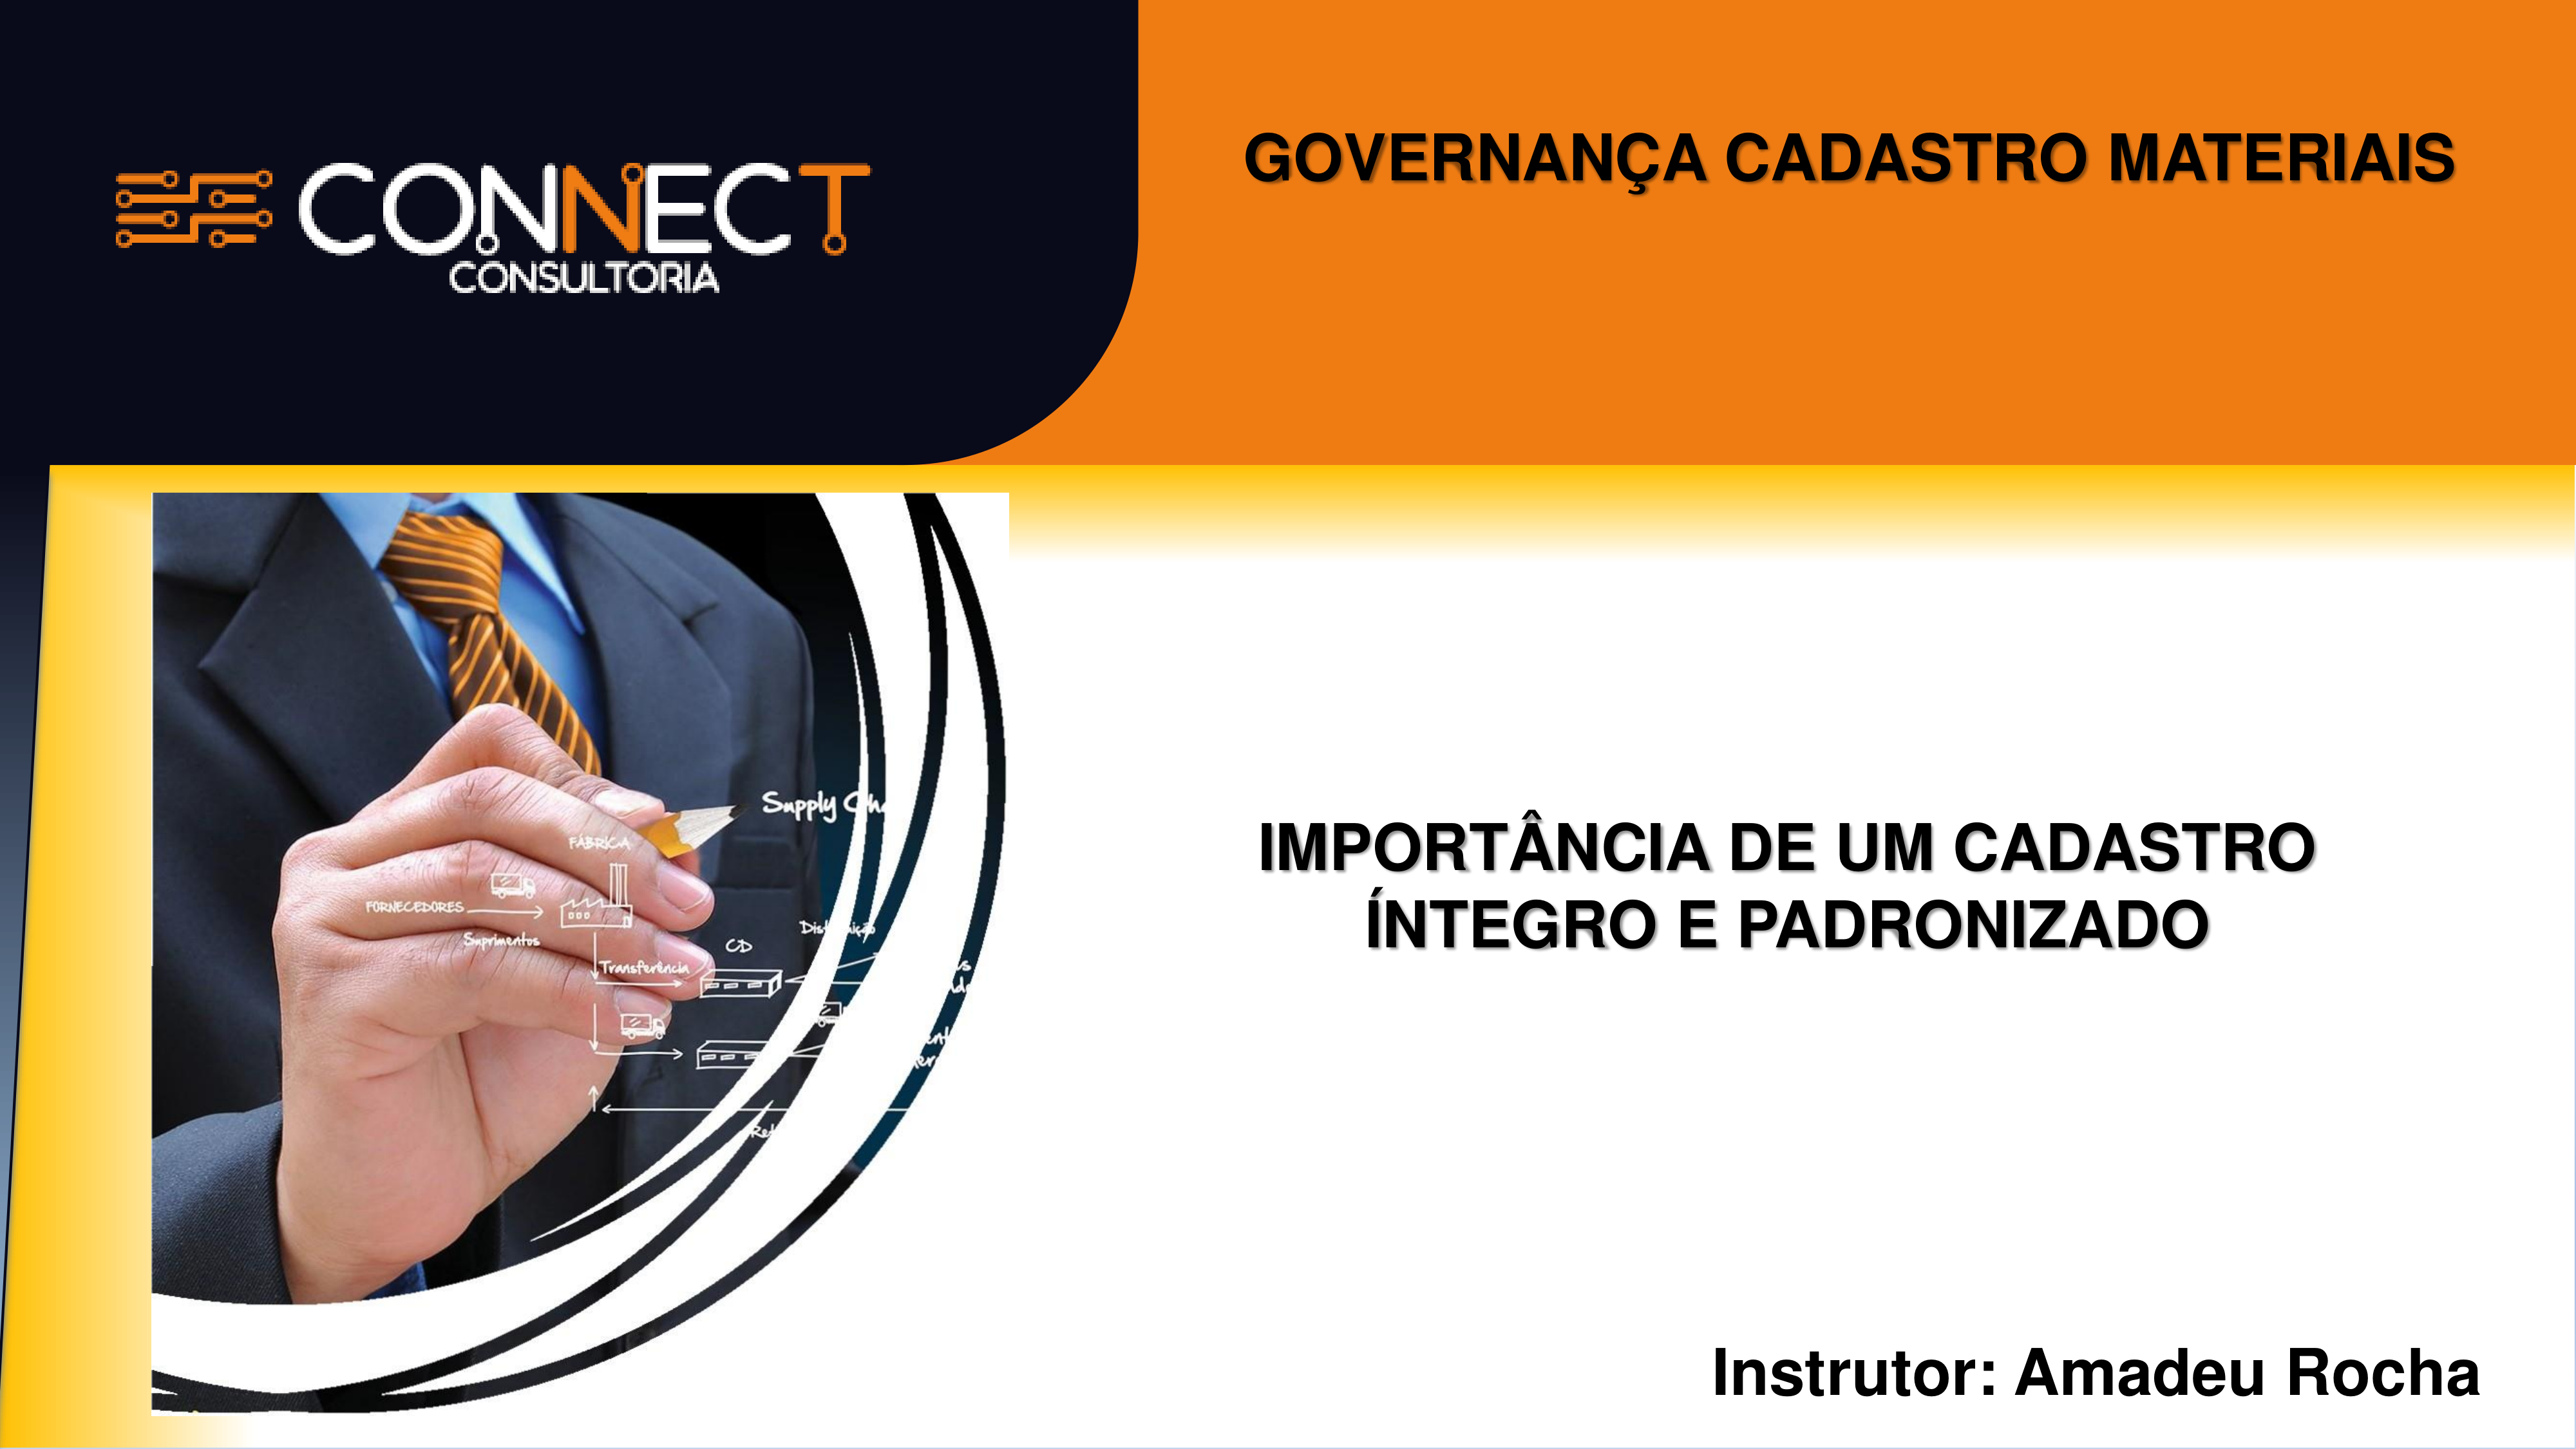 CONNECT
CONSULTORIA
GOVERNANÇA CADASTRO MATERIAIS
Supply
FÁBRICA
FORNECEDORES
Suprimentos
CD
Transferência
IMPORTÂNCIA DE UM CADASTRO
ÍNTEGRO E PADRONIZADO
Instrutor: Amadeu Rocha